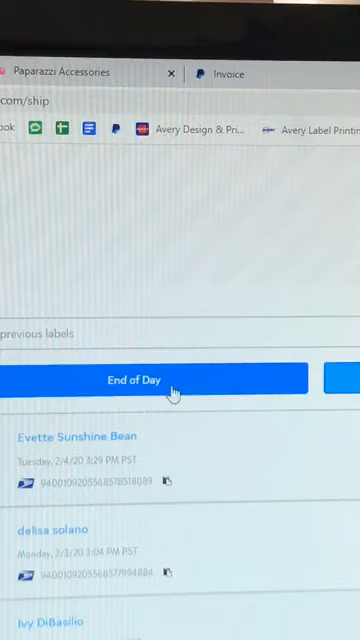 Paparazzi Accessories
Invoice
com/ship
ook
Avery Design & Pri...
Avery Label Printin
previous labels
End of Day
Evette Sunshine Bean
Tuesday, 2/4/20 3:29 PM PST
delisa solano
Monday, 2/3/20 3:04 PM PST
Ivy DiBasilio